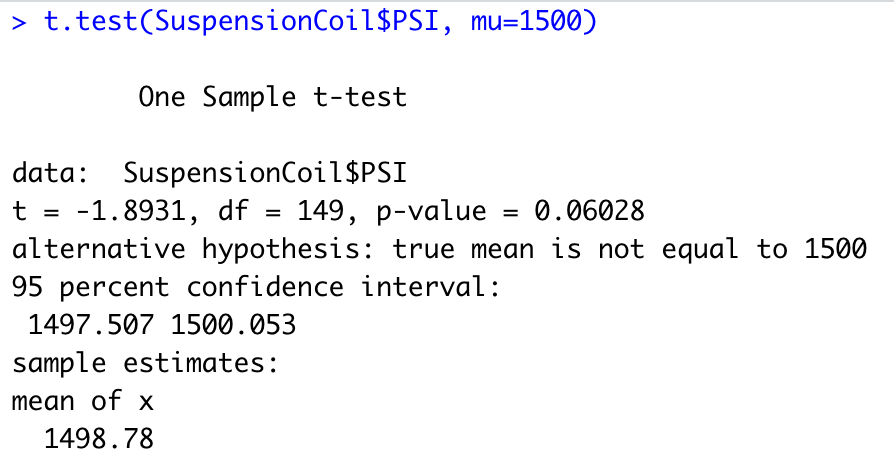 > t.test(SuspensionCoil$PSI, mu=1500)
One Sample t-test
data:  SuspensionCoil$PSI
t = -1.8931, df = 149, p-value = 0.06028
alternative hypothesis: true mean is not equal to 1500
95 percent confidence interval:
1497.507 1500.053
sample estimates:
mean of x
1498.78